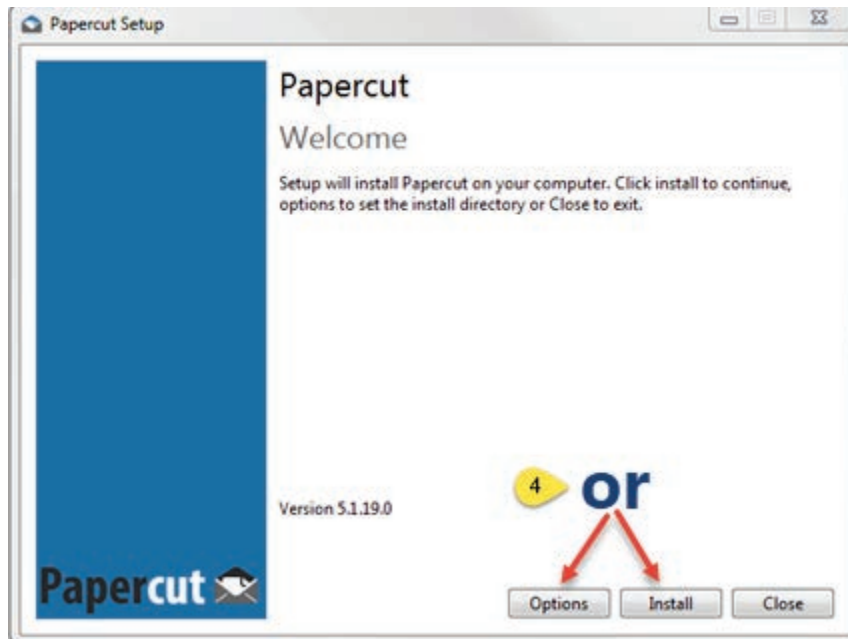 Papercut Setup
Papercut
Welcome
Setup will install Papercut on your computer. Click install to continue,
options to set the install directory or Close to exit.
4 or
Version 5.1.19.0
Papercut
Options Install Close